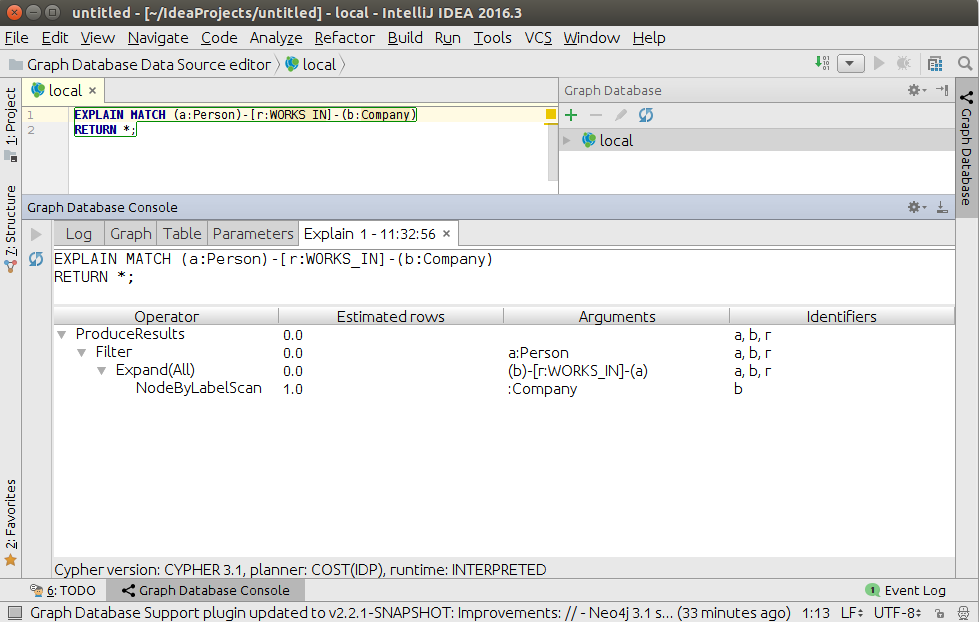 untitled - [~/IdeaProjects/untitled] - local - IntelliJ IDEA 2016.3
File Edit View Navigate Code Analyze Refactor Build Run Tools VCS Window Help
Graph Database Data Source editor local
local
Graph Database
1 EXPLAIN MATCH (a:Person)-[r:WORKS_IN]-(b:Company)
2 RETURN *;
local
1: Project
7: Structure
2: Favorites
Graph Database
Graph Database Console
Log Graph Table Parameters Explain 1 - 11:32:56
EXPLAIN MATCH (a:Person)-[r:WORKS_IN]-(b:Company)
RETURN *;
Operator Estimated rows Arguments Identifiers
ProduceResults 0.0 a, b, r
Filter 0.0 a:Person a, b, r
Expand(All) 0.0 (b)-[r:WORKS_IN]-(a) a, b, r
NodeByLabelScan 1.0 :Company b
Cypher version: CYPHER 3.1, planner: COST(IDP), runtime: INTERPRETED
6: TODO Graph Database Console 1 Event Log
Graph Database Support plugin updated to v2.2.1-SNAPSHOT: Improvements: // - Neo4j 3.1 s... (33 minutes ago) 1:13 LF UTF-8